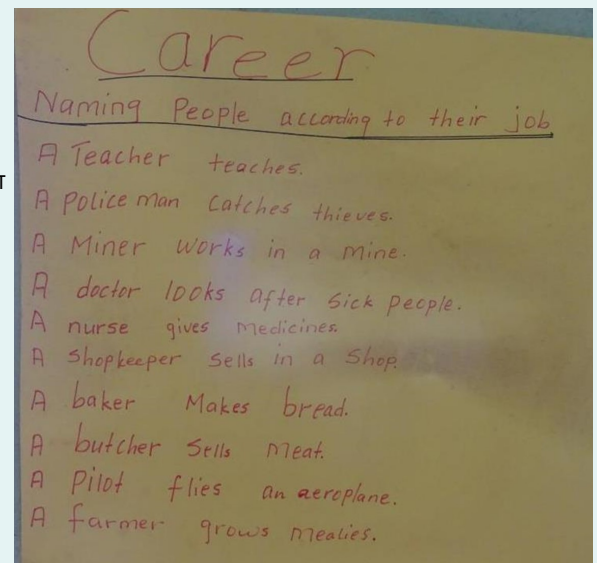 Career
Naming People according to their job
A Teacher teaches.
A Police man catches thieves.
A Miner works in a mine.
A doctor looks after sick people.
A nurse gives medicines.
A shopkeeper sells in a shop.
A baker Makes bread.
A butcher sells meat.
A Pilot flies an aeroplane.
A farmer grows mealies.